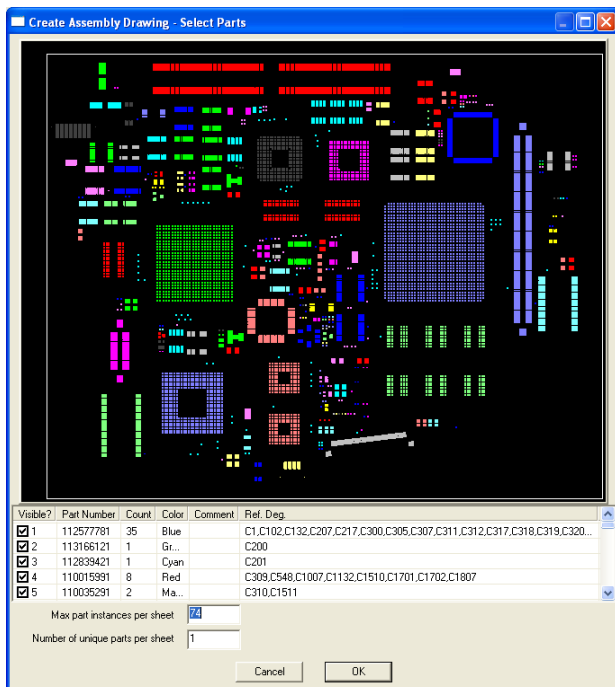 Create Assembly Drawing - Select Parts
Visible? Part Number Count Color Comment Ref. Deg.
1 112577781 35 Blue C1,C102,C132,C207,C217,C300,C305,C307,C311,C312,C317,C318,C319,C320...
2 113166121 1 Gr... C200
3 112839421 1 Cyan C201
4 110015991 8 Red C309,C548,C1007,C1132,C1510,C1701,C1702,C1807
5 110035291 2 Ma... C310,C1511
Max part instances per sheet 74
Number of unique parts per sheet 1
Cancel OK